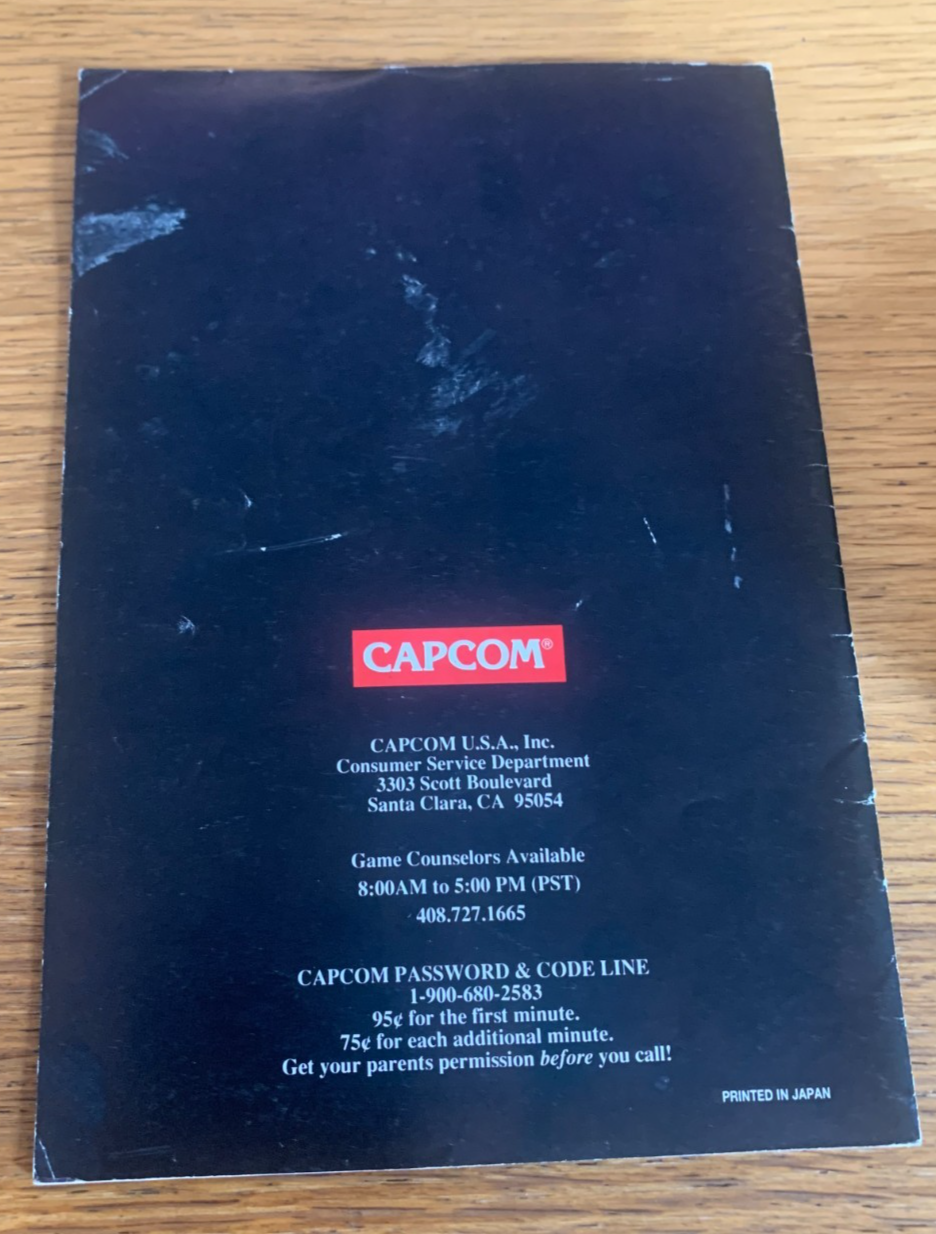 CAPCOM®
CAPCOM U.S.A., Inc.
Consumer Service Department
3303 Scott Boulevard
Santa Clara, CA 95054
Game Counselors Available
8:00AM to 5:00 PM (PST)
408.727.1665
CAPCOM PASSWORD & CODE LINE
1-900-680-2583
95¢ for the first minute.
75¢ for each additional minute.
Get your parents permission before you call!
PRINTED IN JAPAN